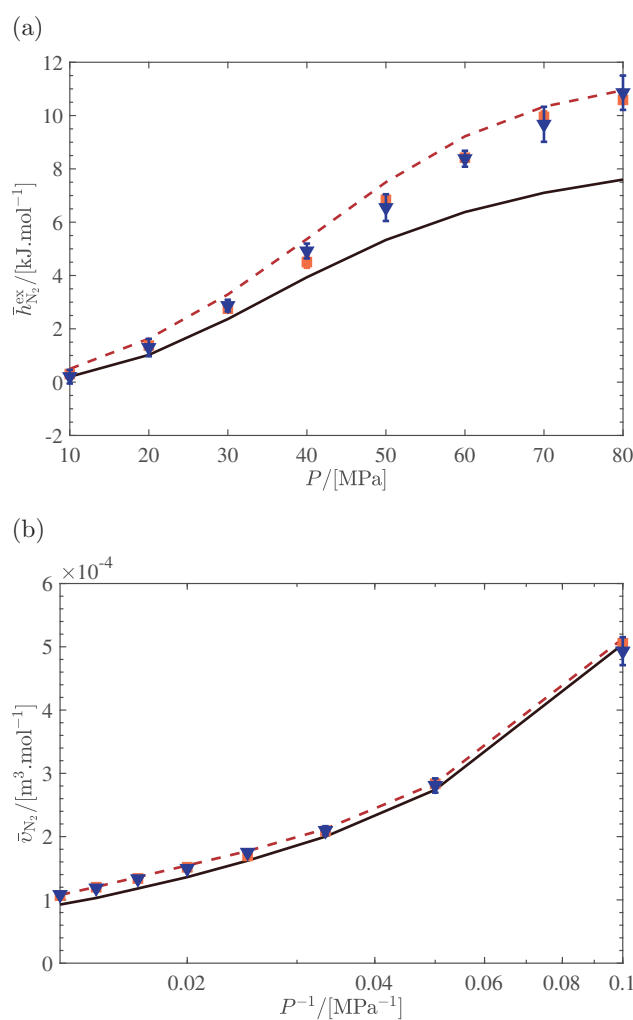 (a)
12
10
8
6
4
2
0
-2
h̄ᵉˣ_N₂/[kJ.mol⁻¹]
10 20 30 40 50 60 70 80
P/[MPa]
(b)
×10⁻⁴
6
5
4
3
2
1
0
v̄_N₂/[m³.mol⁻¹]
0.02 0.04 0.06 0.08 0.1
P⁻¹/[MPa⁻¹]